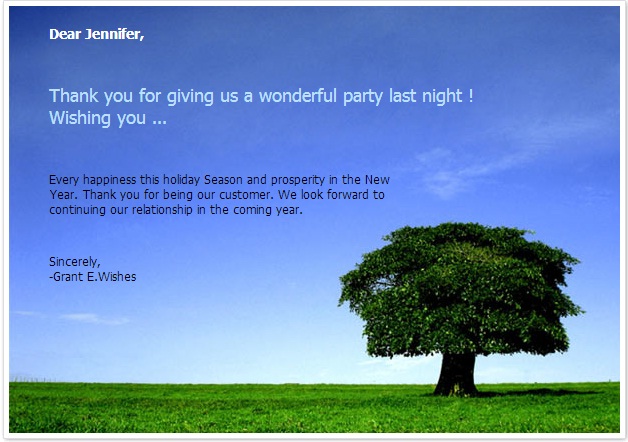 Dear Jennifer,
Thank you for giving us a wonderful party last night !
Wishing you ...
Every happiness this holiday Season and prosperity in the New
Year. Thank you for being our customer. We look forward to
continuing our relationship in the coming year.
Sincerely,
-Grant E.Wishes